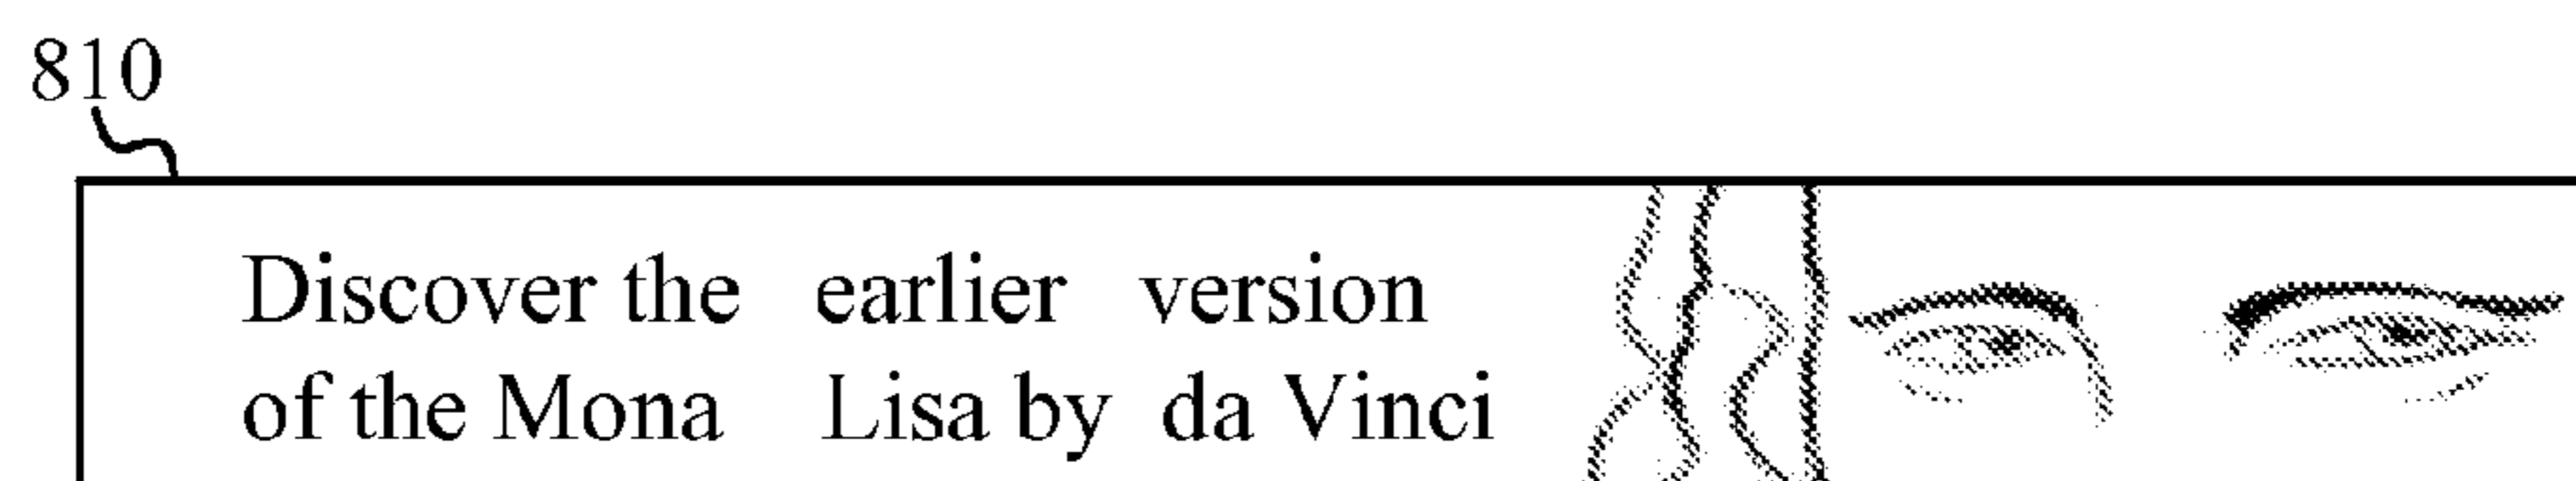 810
Discover the earlier version
of the Mona Lisa by da Vinci